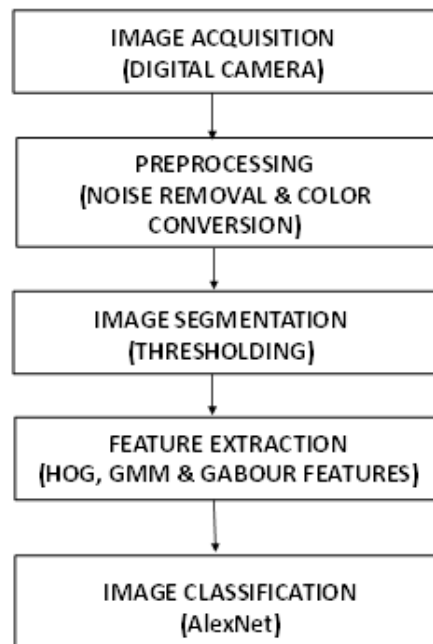 IMAGE ACQUISITION
(DIGITAL CAMERA)
PREPROCESSING
(NOISE REMOVAL & COLOR
CONVERSION)
IMAGE SEGMENTATION
(THRESHOLDING)
FEATURE EXTRACTION
(HOG, GMM & GABOUR FEATURES)
IMAGE CLASSIFICATION
(AlexNet)